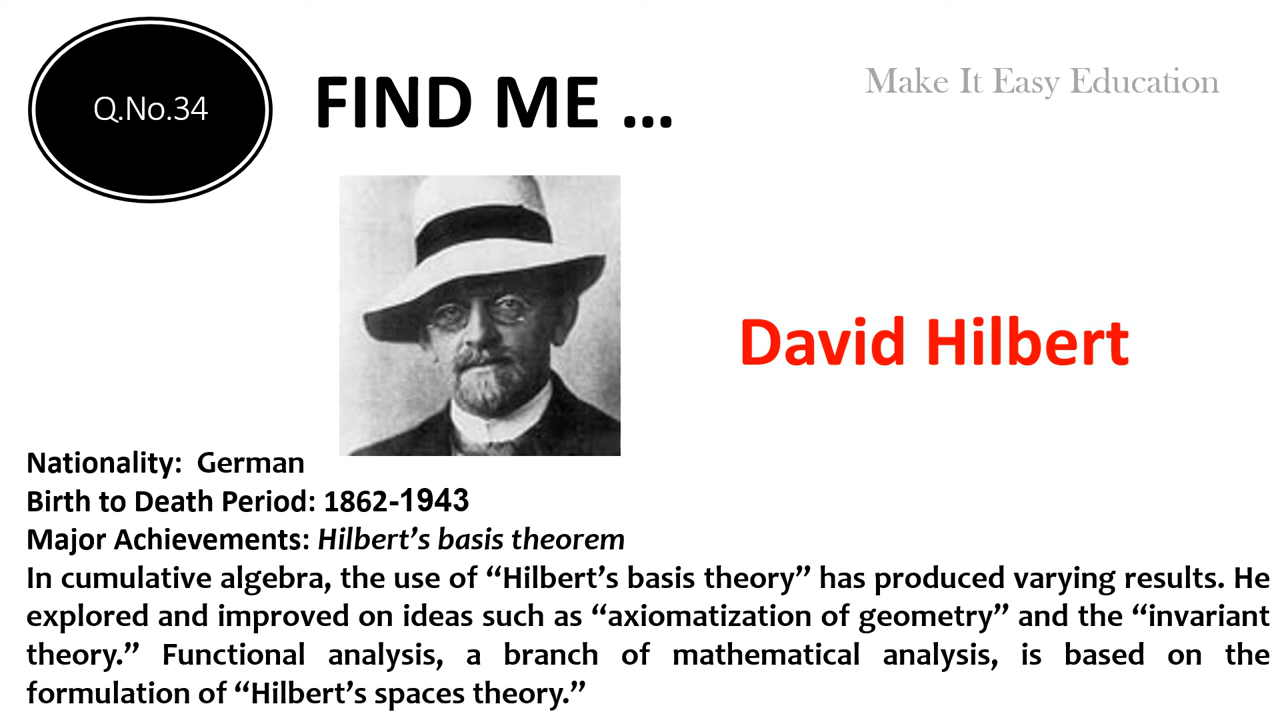 Q.No.34
FIND ME ...
Make It Easy Education
David Hilbert
Nationality:  German
Birth to Death Period: 1862-1943
Major Achievements: Hilbert’s basis theorem
In cumulative algebra, the use of “Hilbert’s basis theory” has produced varying results. He
explored and improved on ideas such as “axiomatization of geometry” and the “invariant
theory.” Functional analysis, a branch of mathematical analysis, is based on the
formulation of “Hilbert’s spaces theory.”